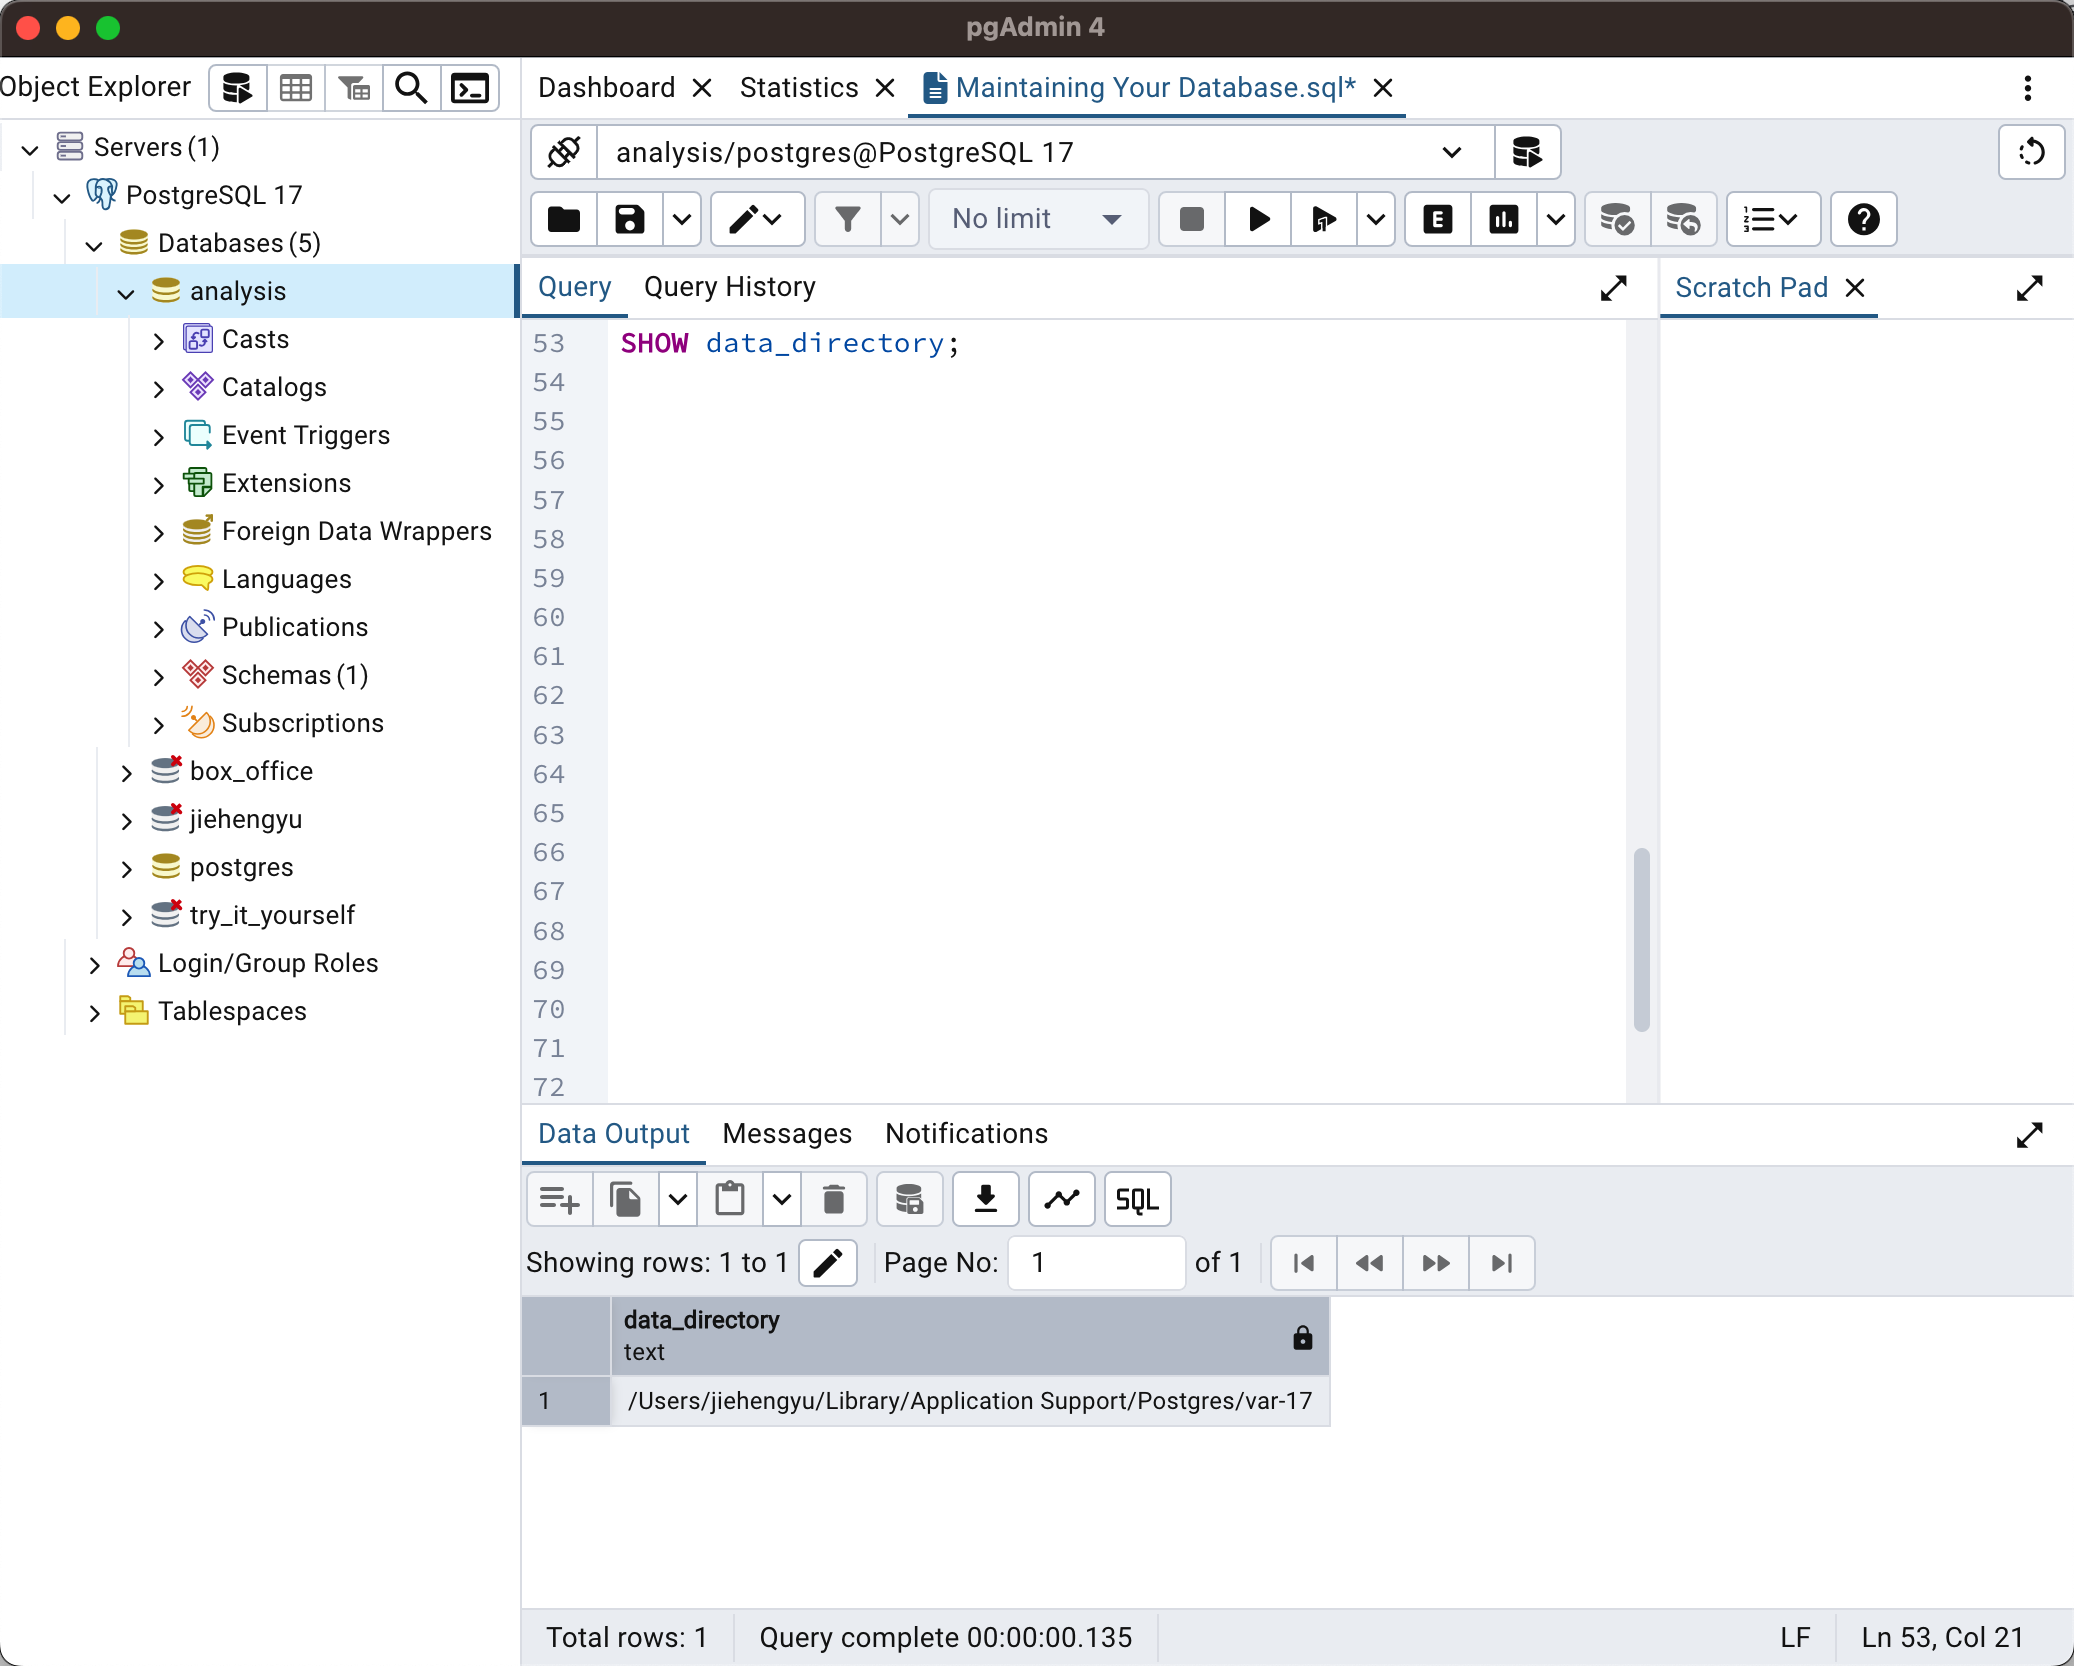 pgAdmin 4
Object Explorer
Dashboard
Statistics
Maintaining Your Database.sql*
Servers (1)
PostgreSQL 17
Databases (5)
analysis
Casts
Catalogs
Event Triggers
Extensions
Foreign Data Wrappers
Languages
Publications
Schemas (1)
Subscriptions
box_office
jiehengyu
postgres
try_it_yourself
Login/Group Roles
Tablespaces
analysis/postgres@PostgreSQL 17
No limit
E
Query
Query History
Scratch Pad
53 SHOW data_directory;
54
55
56
57
58
59
60
61
62
63
64
65
66
67
68
69
70
71
72
Data Output
Messages
Notifications
SQL
Showing rows: 1 to 1
Page No: 1 of 1
data_directory
text
1 /Users/jiehengyu/Library/Application Support/Postgres/var-17
Total rows: 1
Query complete 00:00:00.135
LF
Ln 53, Col 21